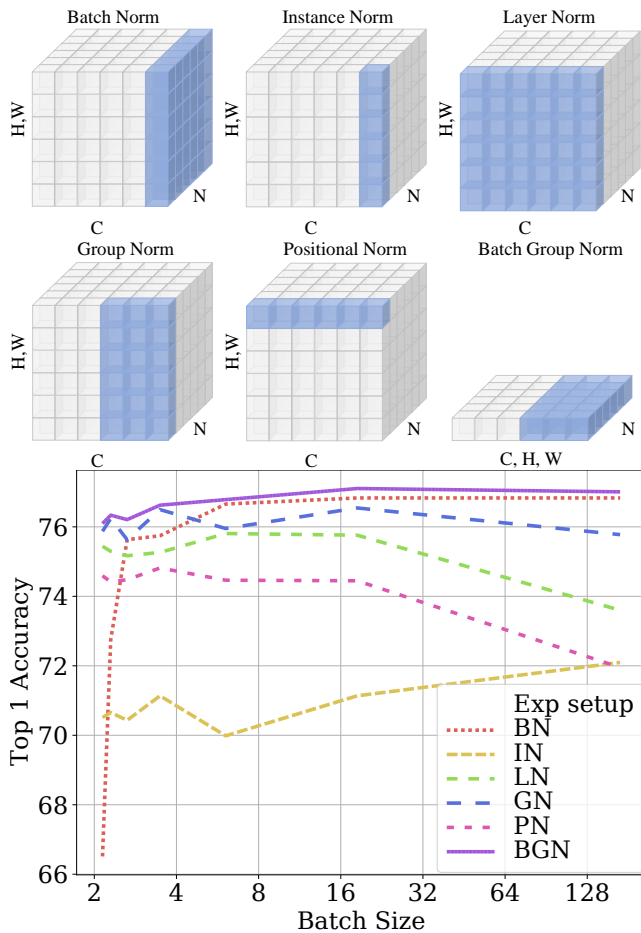 Batch Norm Instance Norm Layer Norm
H,W H,W H,W
N N N
C C C
Group Norm Positional Norm Batch Group Norm
H,W H,W
N N N
C C C, H, W
76
74
72
70
68
66
Top 1 Accuracy
Exp setup
BN
IN
LN
GN
PN
BGN
2 4 8 16 32 64 128
Batch Size